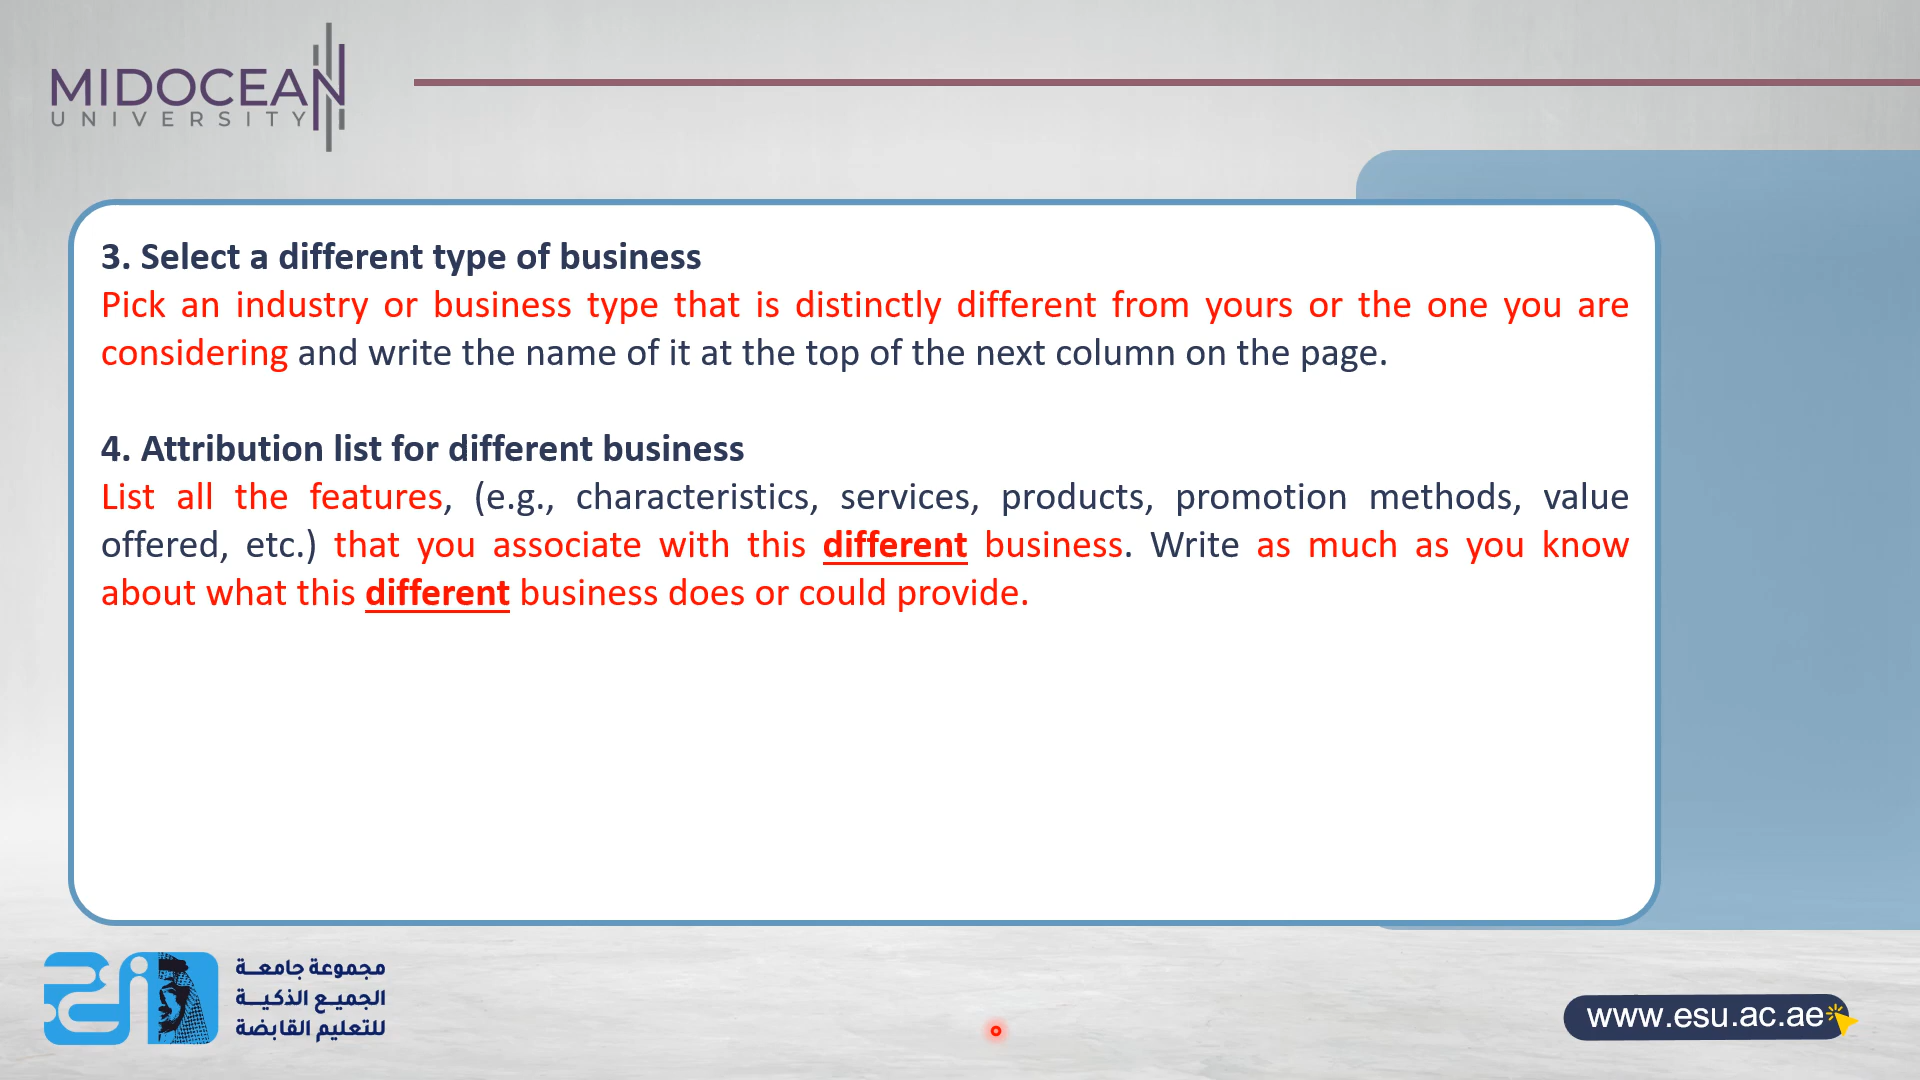 MIDOCEAN
UNIVERSITY
3. Select a different type of business
Pick an industry or business type that is distinctly different from yours or the one you are
considering and write the name of it at the top of the next column on the page.
4. Attribution list for different business
List all the features, (e.g., characteristics, services, products, promotion methods, value
offered, etc.) that you associate with this different business. Write as much as you know
about what this different business does or could provide.
مجموعة جامعـــة
الجميـع الذكيـــة
للتعليم القابضة
www.esu.ac.ae